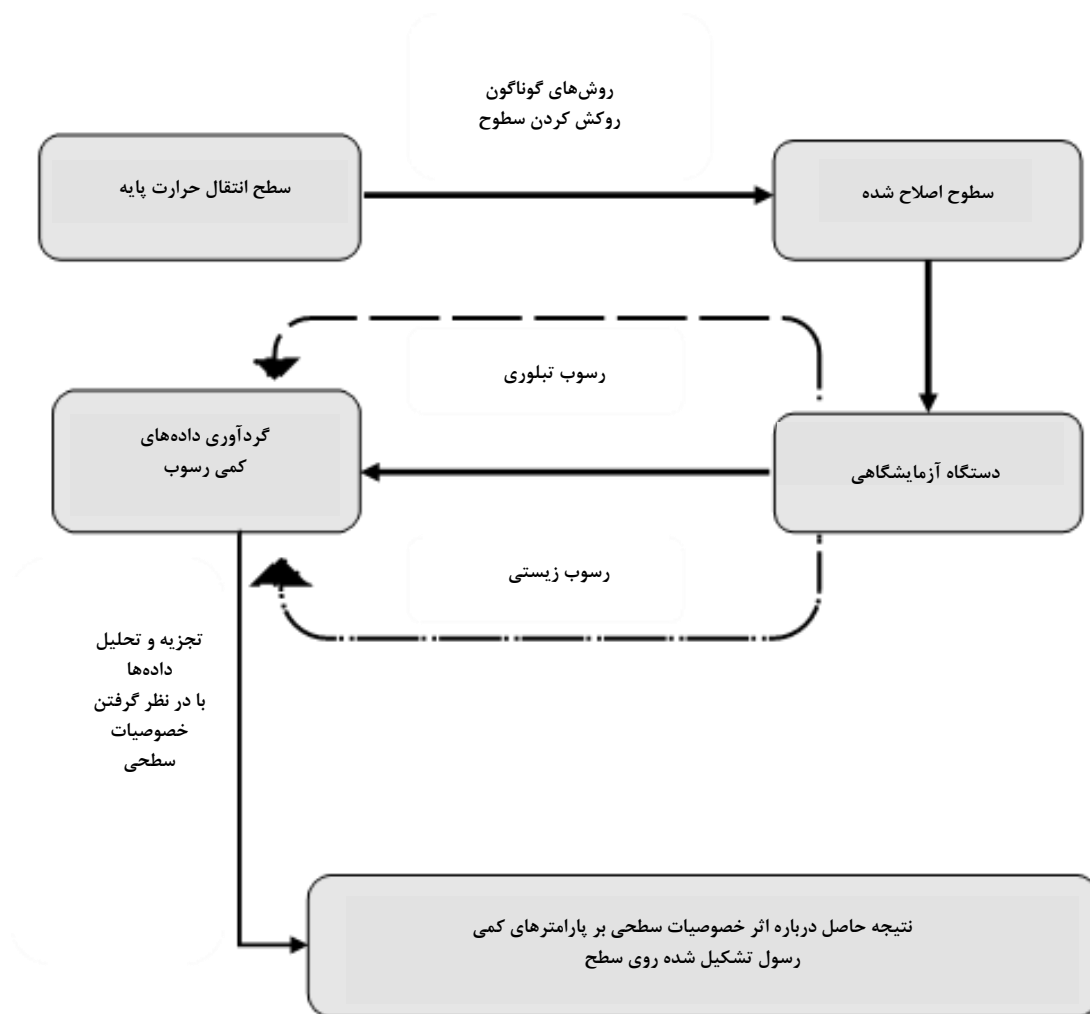 روش‌های گوناگون
روکش کردن سطوح
سطح انتقال حرارت پایه
سطوح اصلاح شده
رسوب تبلوری
گردآوری داده‌های
کمی رسوب
دستگاه آزمایشگاهی
رسوب زیستی
تجزیه و تحلیل
داده‌ها
با در نظر گرفتن
خصوصیات
سطحی
نتیجه حاصل درباره اثر خصوصیات سطحی بر پارامترهای کمی
رسول تشکیل شده روی سطح